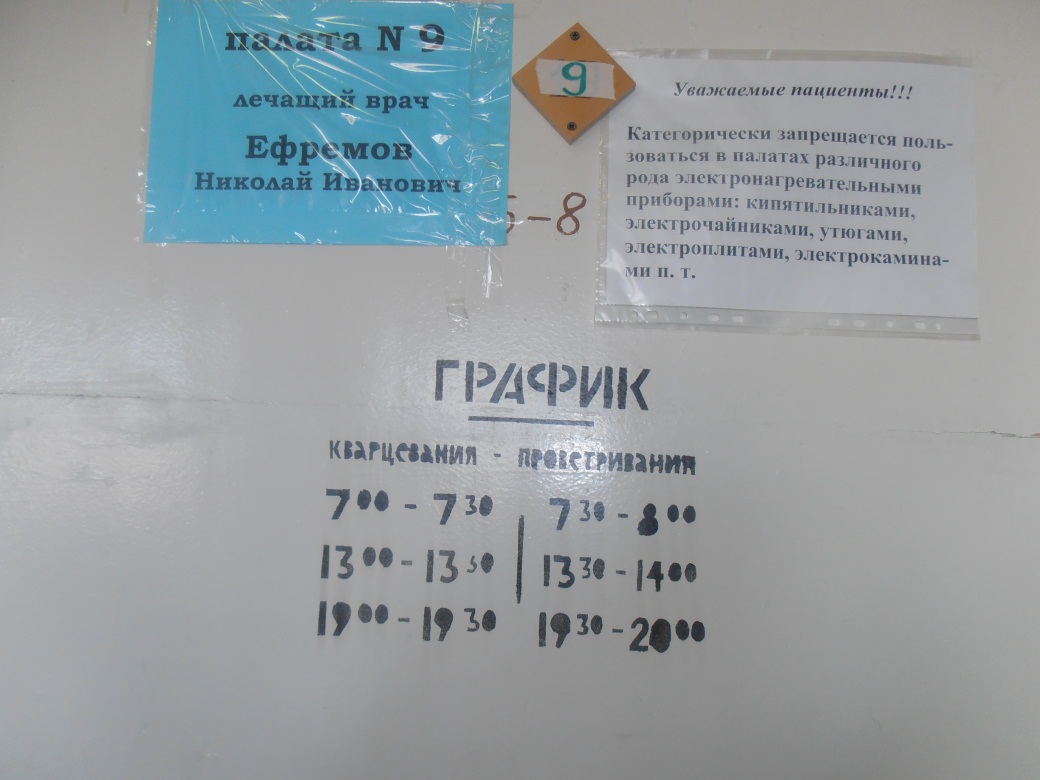 палата N 9
лечащий врач
Ефремов
Николай Иванович
9
Уважаемые пациенты!!!
Категорически запрещается поль-
зоваться в палатах различного
рода электронагревательными
приборами: кипятильниками,
электрочайниками, утюгами,
электроплитами, электрокамина-
ми п. т.
5-8
ГРАФИК
КВАРЦЕВАНИЯ - ПРОВЕТРИВАНИЯ
7⁰⁰ - 7³⁰ | 7³⁰ - 8⁰⁰
13⁰⁰ - 13³⁰ | 13³⁰ - 14⁰⁰
19⁰⁰ - 19³⁰ 19³⁰ - 20⁰⁰